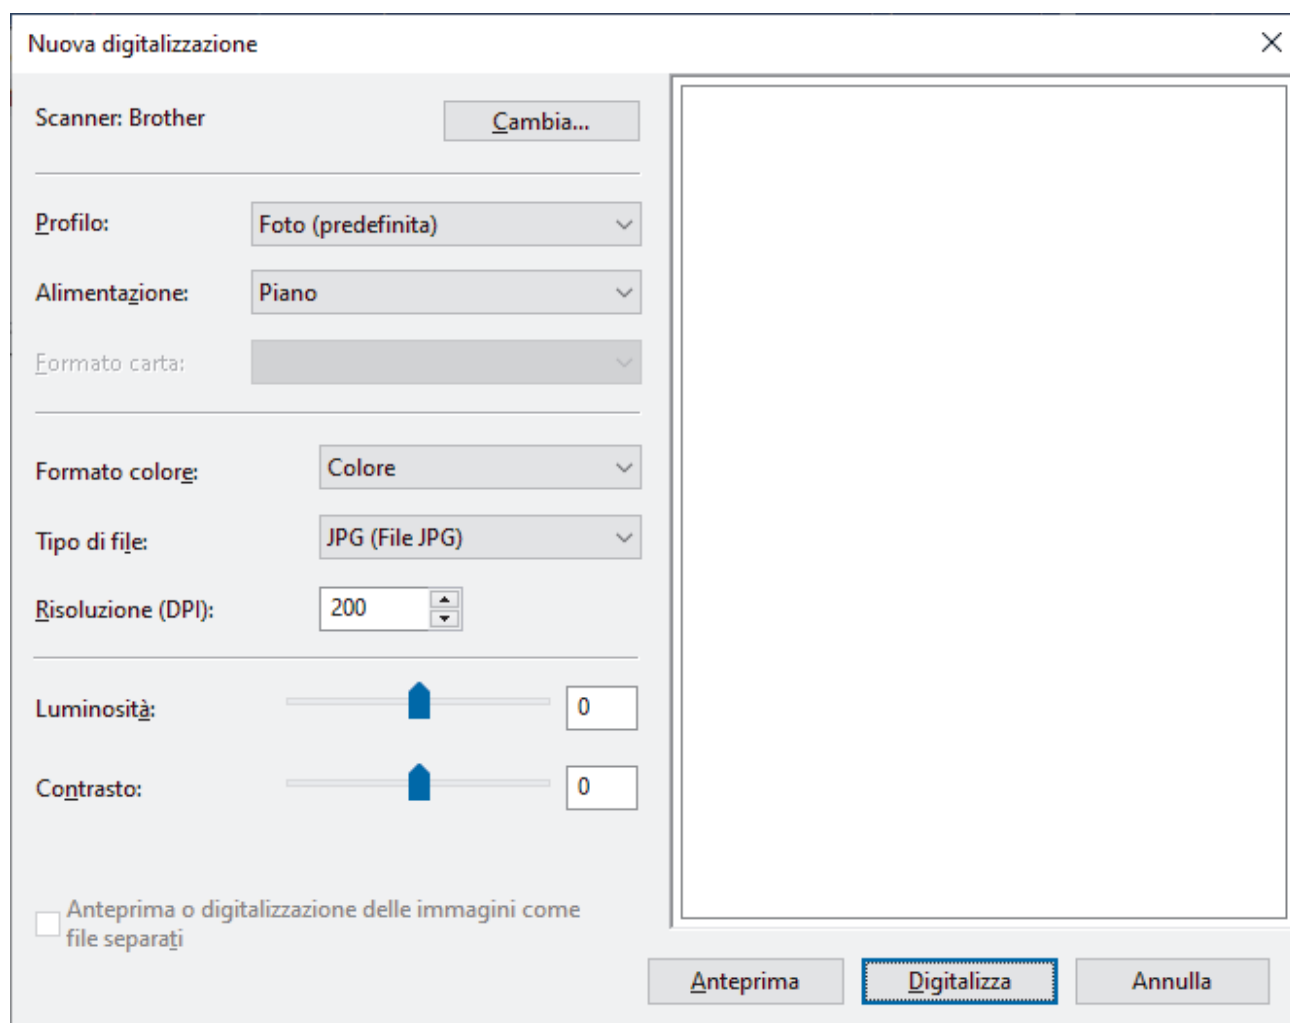 Nuova digitalizzazione
Scanner: Brother
Cambia...
Profilo:
Foto (predefinita)
Alimentazione:
Piano
Formato carta:
Formato colore:
Colore
Tipo di file:
JPG (File JPG)
Risoluzione (DPI):
200
Luminosità:
0
Contrasto:
0
Anteprima o digitalizzazione delle immagini come
file separati
Anteprima
Digitalizza
Annulla